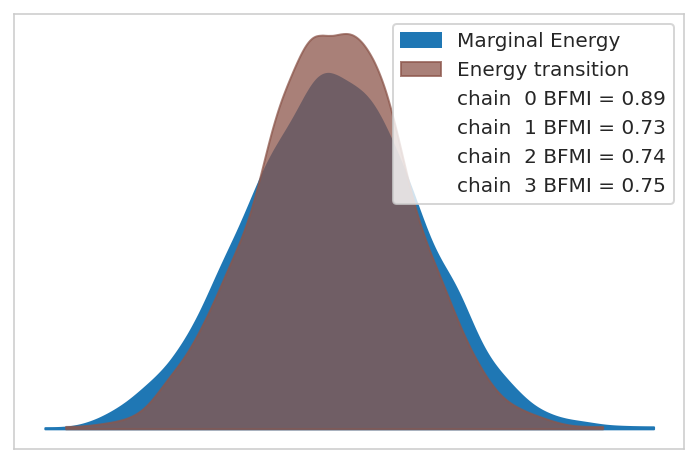 Marginal Energy
Energy transition
chain  0 BFMI = 0.89
chain  1 BFMI = 0.73
chain  2 BFMI = 0.74
chain  3 BFMI = 0.75